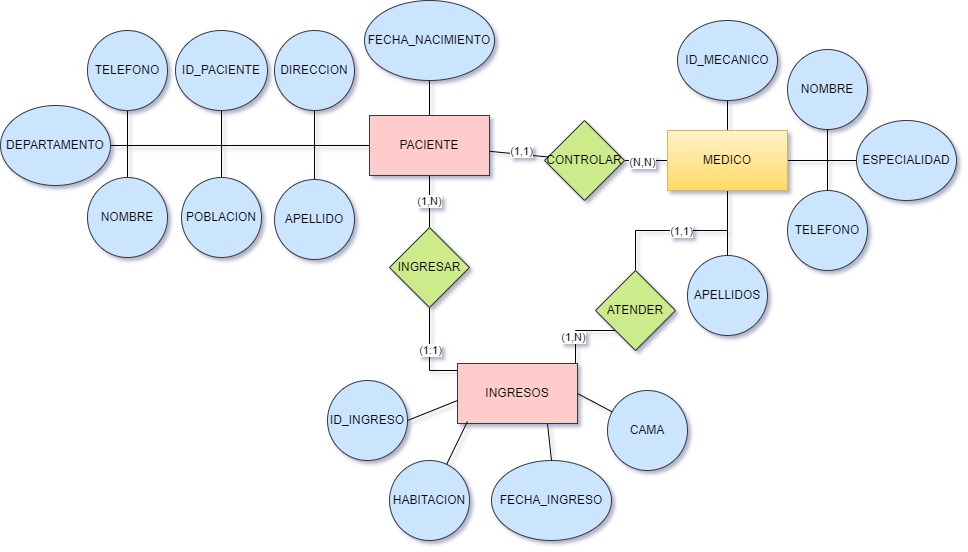 FECHA_NACIMIENTO
TELEFONO
ID_PACIENTE
DIRECCION
ID_MECANICO
NOMBRE
DEPARTAMENTO
PACIENTE
(1,1)
CONTROLAR
(N,N)
MEDICO
ESPECIALIDAD
NOMBRE
POBLACION
APELLIDO
(1,N)
(1,1)
TELEFONO
INGRESAR
APELLIDOS
ATENDER
(1:1)
(1,N)
INGRESOS
ID_INGRESO
CAMA
HABITACION
FECHA_INGRESO